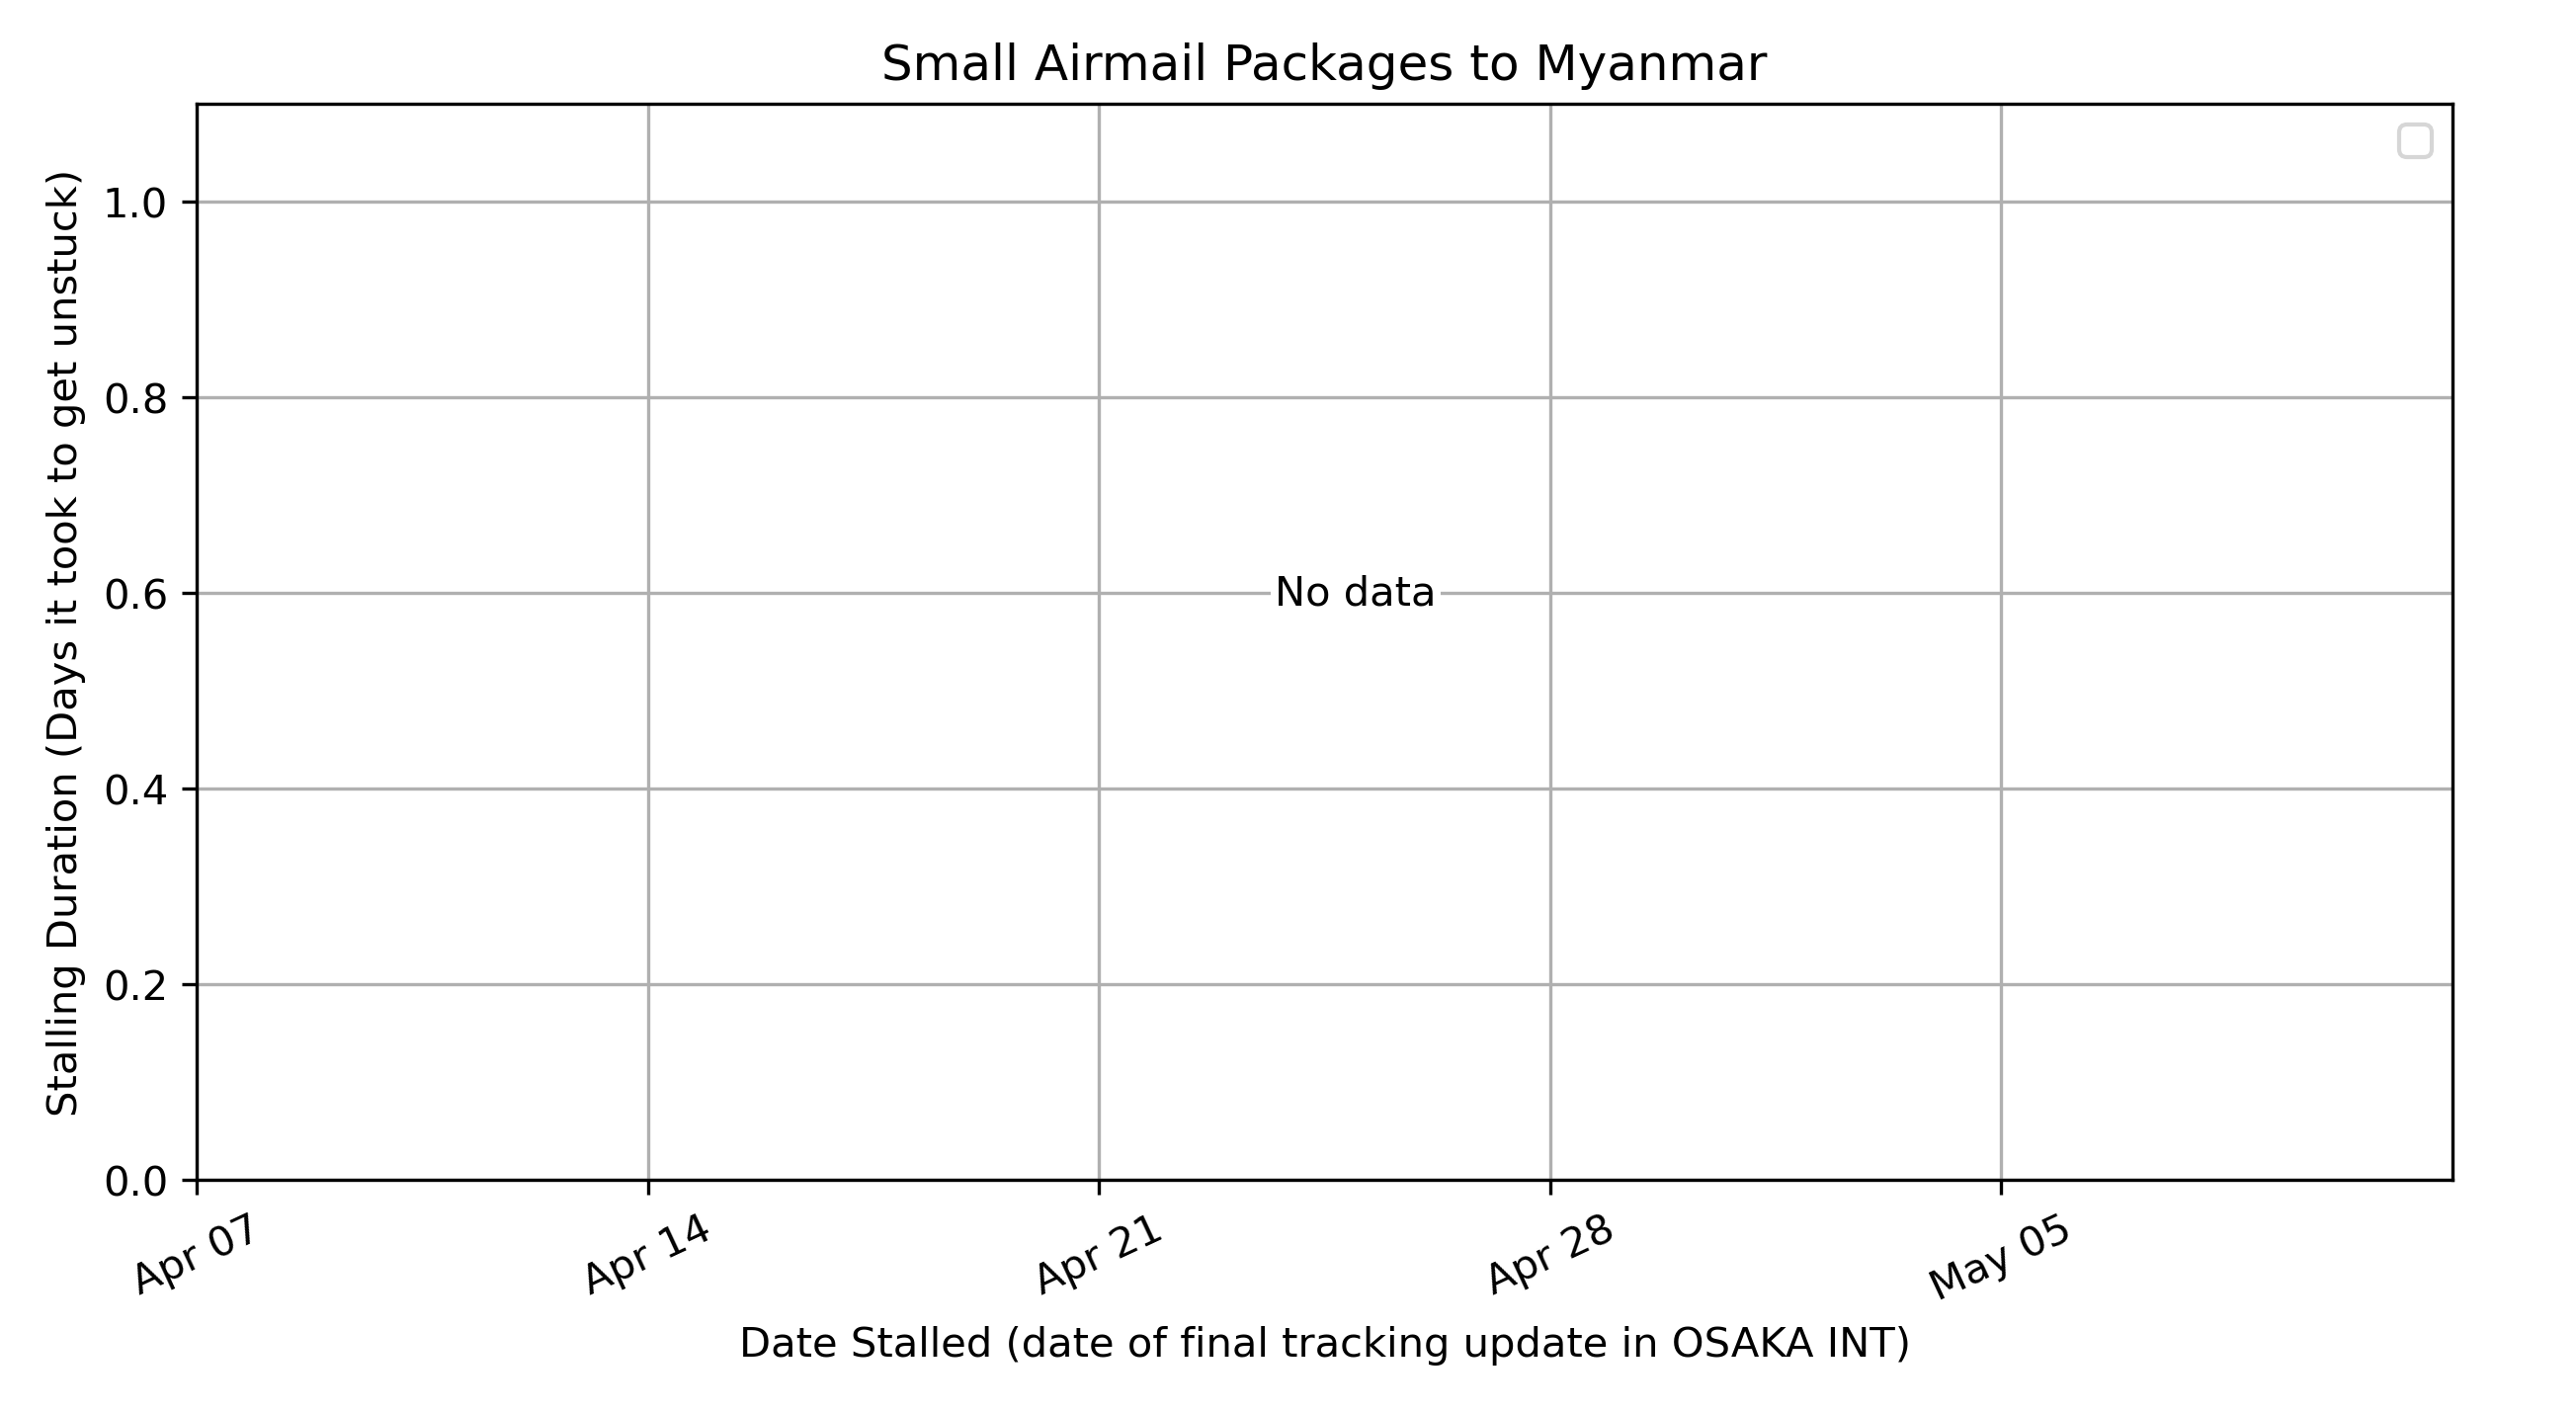 Small Airmail Packages to Myanmar
Stalling Duration (Days it took to get unstuck)
1.0
0.8
0.6
0.4
0.2
0.0
No data
Apr 07
Apr 14
Apr 21
Apr 28
May 05
Date Stalled (date of final tracking update in OSAKA INT)